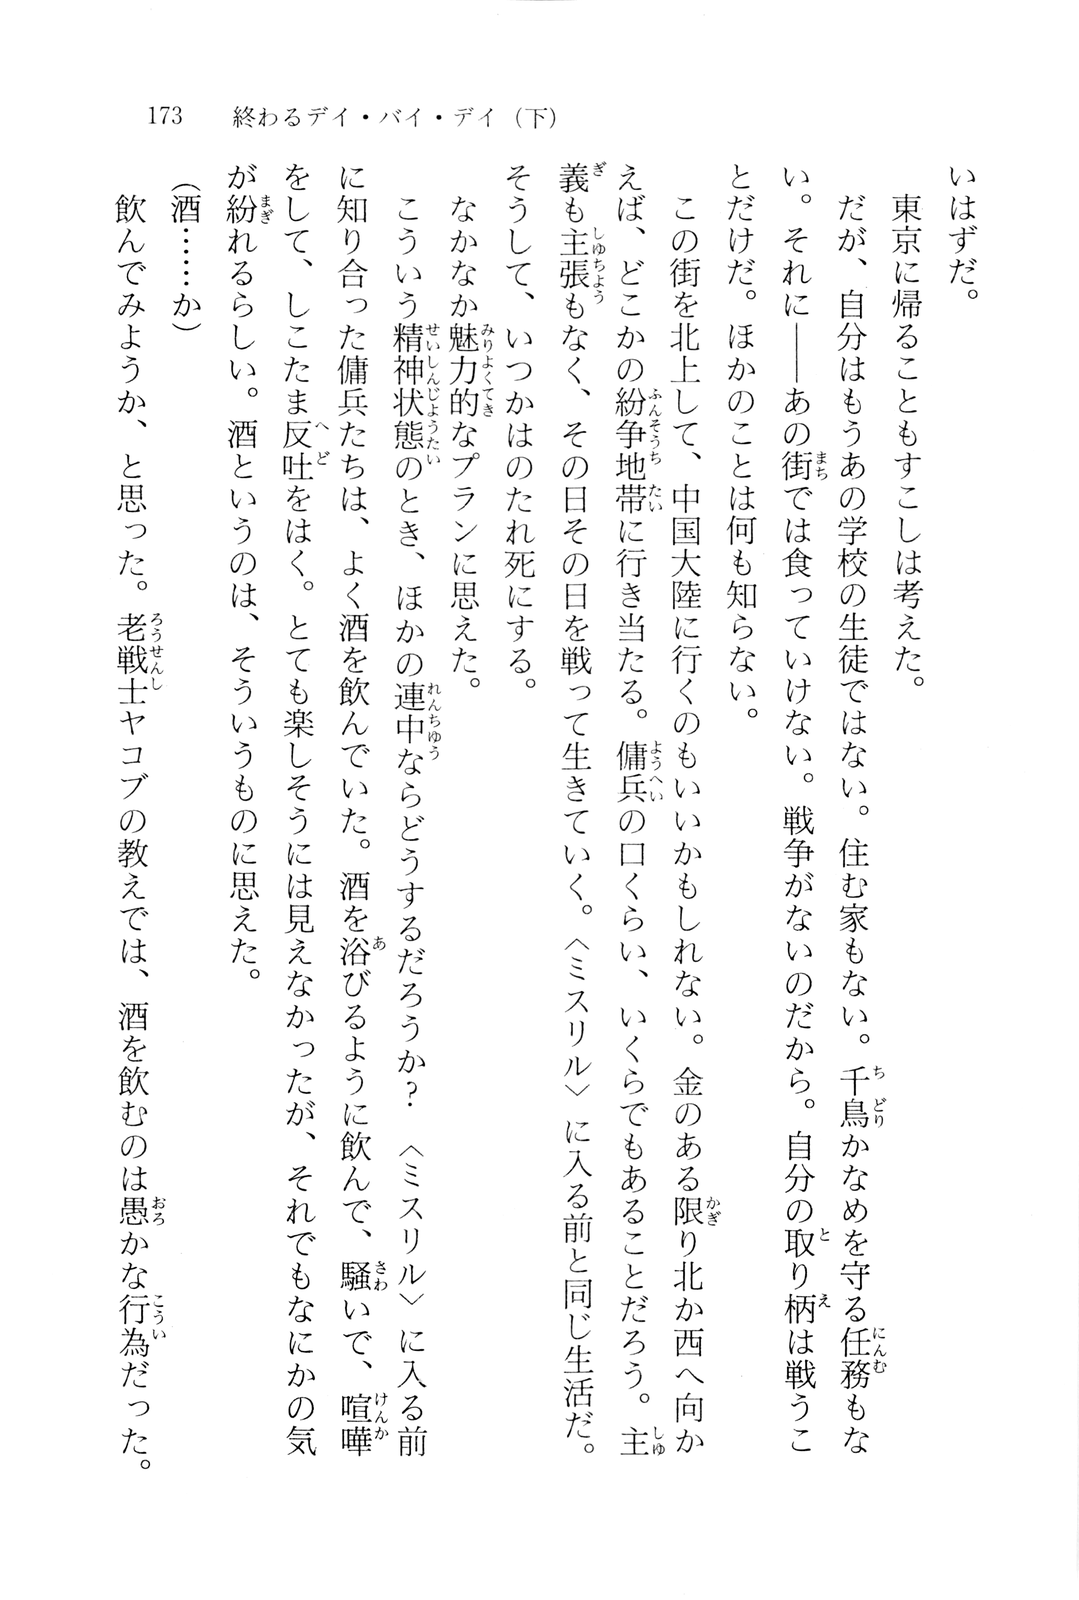 173 終わるデイ・バイ・デイ（下）
いはずだ。
東京に帰ることもすこしは考えた。
だが、自分はもうあの学校の生徒ではない。住む家もない。千鳥かなめを守る任務もな
い。それに――あの街では食っていけない。戦争がないのだから。自分の取り柄は戦うこ
とだけだ。ほかのことは何も知らない。
この街を北上して、中国大陸に行くのもいいかもしれない。金のある限り北か西へ向か
えば、どこかの紛争地帯に行き当たる。傭兵の口くらい、いくらでもあることだろう。主
義も主張もなく、その日その日を戦って生きていく。〈ミスリル〉に入る前と同じ生活だ。
そうして、いつかはのたれ死にする。
なかなか魅力的なプランに思えた。
こういう精神状態のとき、ほかの連中ならどうするだろうか？　〈ミスリル〉に入る前
に知り合った傭兵たちは、よく酒を飲んでいた。酒を浴びるように飲んで、騒いで、喧嘩
をして、しこたま反吐をはく。とても楽しそうには見えなかったが、それでもなにかの気
が紛れるらしい。酒というのは、そういうものに思えた。
（酒……か）
飲んでみようか、と思った。老戦士ヤコブの教えでは、酒を飲むのは愚かな行為だった。